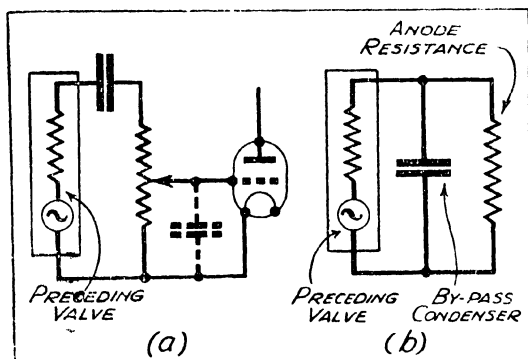 ANODE
RESISTANCE
PRECEDING
VALVE
(a)
PRECEDING
VALVE
BY-PASS
CONDENSER
(b)